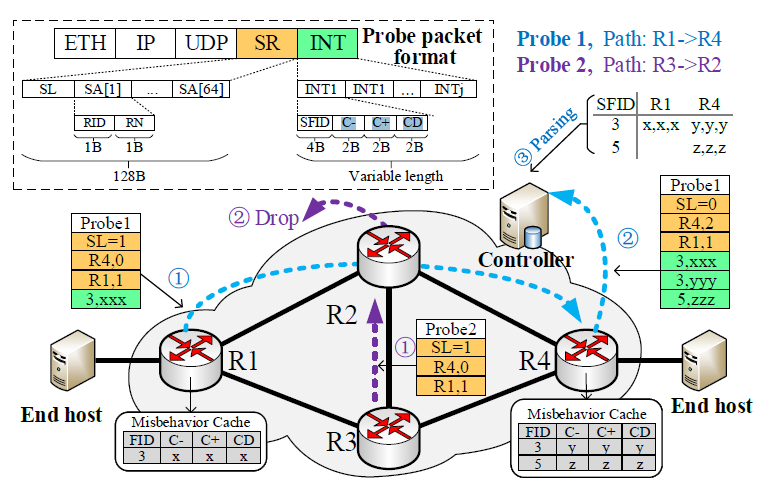 ETH IP UDP SR INT Probe packet format
SL SA[1] ... SA[64]
INT1 INT1 ... INTj
RID RN
1B 1B
128B
SFID C- C+ CD
4B 2B 2B 2B
Variable length
Probe 1, Path: R1->R4
Probe 2, Path: R3->R2
③ Parsing
SFID R1 R4
3 x,x,x y,y,y
5 z,z,z
Probe1
SL=1
R4,0
R1,1
3,xxx
①
② Drop
Controller
②
Probe1
SL=0
R4,2
R1,1
3,xxx
3,yyy
5,zzz
R2
①
Probe2
SL=1
R4,0
R1,1
End host
R1
R4
End host
R3
Misbehavior Cache
FID C- C+ CD
3 x x x
Misbehavior Cache
FID C- C+ CD
3 y y y
5 z z z